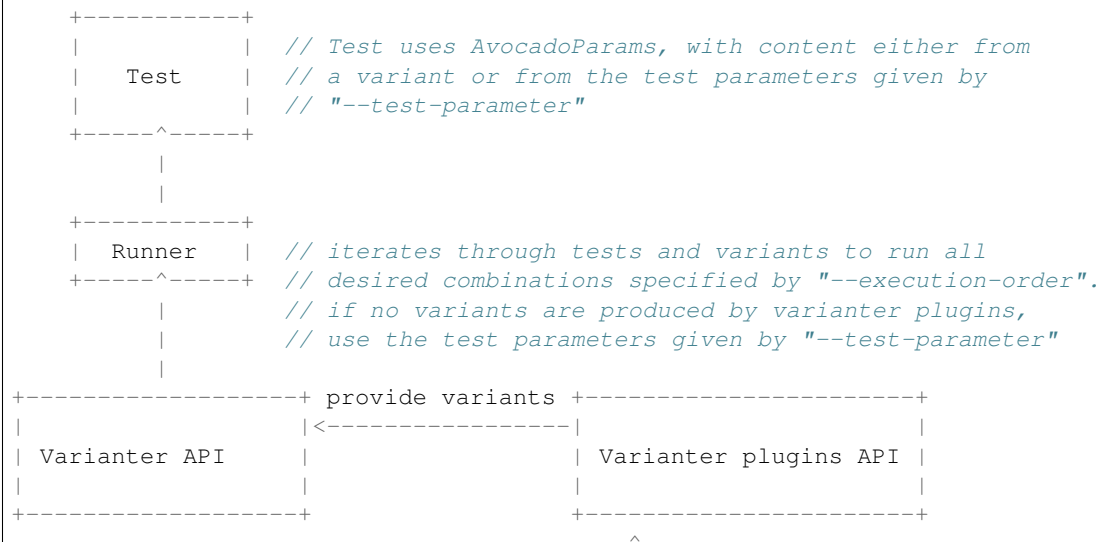 +-----------+
|           |  // Test uses AvocadoParams, with content either from
|   Test    |  // a variant or from the test parameters given by
|           |  // "--test-parameter"
+-----^-----+
      |
      |
+-----------+
|  Runner   |  // iterates through tests and variants to run all
+-----^-----+  // desired combinations specified by "--execution-order".
      |        // if no variants are produced by varianter plugins,
      |        // use the test parameters given by "--test-parameter"
      |
+-------------------+ provide variants +-----------------------+
|                   |<-----------------|                       |
| Varianter API     |                  | Varianter plugins API |
|                   |                  |                       |
+-------------------+                  +-----------------------+
                                           ^